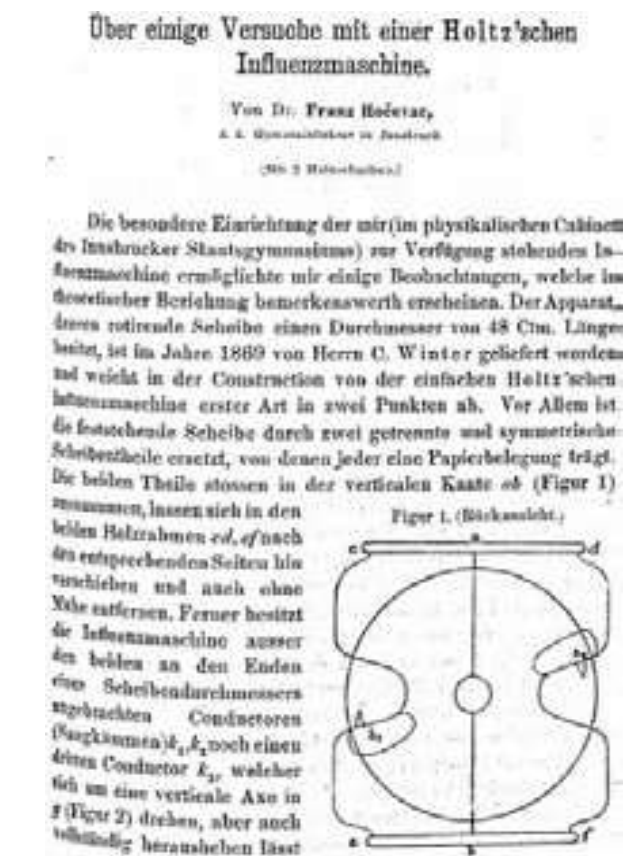 Über einige Versuche mit einer Holtz'schen
Influenzmaschine.
Von Dr. Franz Hočevar,
k. k. Gymnasiallehrer in Innsbruck.
(Mit 2 Holzschnitten.)
Die besondere Einrichtung der mir (im physikalischen Cabinett
des Innsbrucker Staatsgymnasiums) zur Verfügung stehenden In-
fluenzmaschine ermöglichte mir einige Beobachtungen, welche in
theoretischer Beziehung bemerkenswerth erscheinen. Der Apparat,
deren rotirende Scheibe einen Durchmesser von 48 Ctm. Länge
besitzt, ist im Jahre 1869 von Herrn C. Winter geliefert worden
und weicht in der Construction von der einfachen Holtz'schen
Influenzmaschine erster Art in zwei Punkten ab. Vor Allem ist
die feststehende Scheibe durch zwei getrennte und symmetrische
Scheibentheile ersetzt, von denen jeder eine Papierbelegung trägt.
Die beiden Theile stossen in der verticalen Kante ab (Figur 1)
zusammen, lassen sich in den
beiden Holzrahmen cd, ef nach
den entsprechenden Seiten hin
verschieben und auch ohne
Mühe entfernen. Ferner besitzt
die Influenzmaschine ausser
den beiden an den Enden
eines Scheibendurchmessers
angebrachten Conductoren
(Saugkämmen) k₁, k₂ noch einen
dritten Conductor k₃, welcher
sich um eine verticale Axe in
g (Figur 2) drehen, aber auch
vollständig herausheben lässt
Figur 1. (Rückansicht.)
a
c d
k₂
e f
b